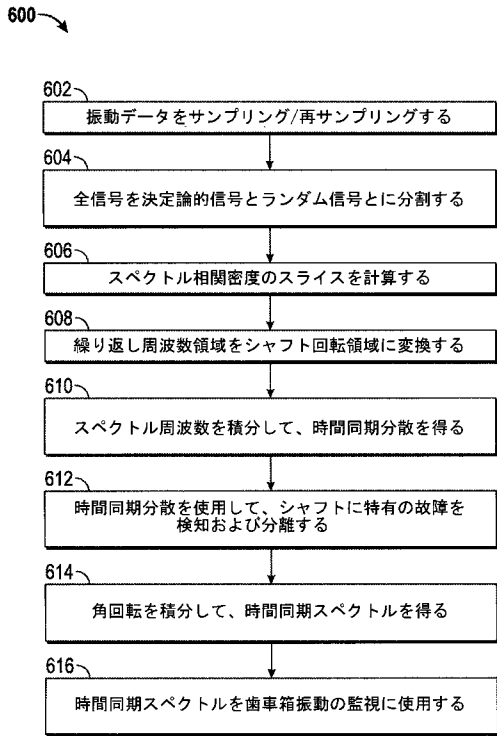 600
602
振動データをサンプリング/再サンプリングする
604
全信号を決定論的信号とランダム信号とに分割する
606
スペクトル相関密度のスライスを計算する
608
繰り返し周波数領域をシャフト回転領域に変換する
610
スペクトル周波数を積分して、時間同期分散を得る
612
時間同期分散を使用して、シャフトに特有の故障を
検知および分離する
614
角回転を積分して、時間同期スペクトルを得る
616
時間同期スペクトルを歯車箱振動の監視に使用する